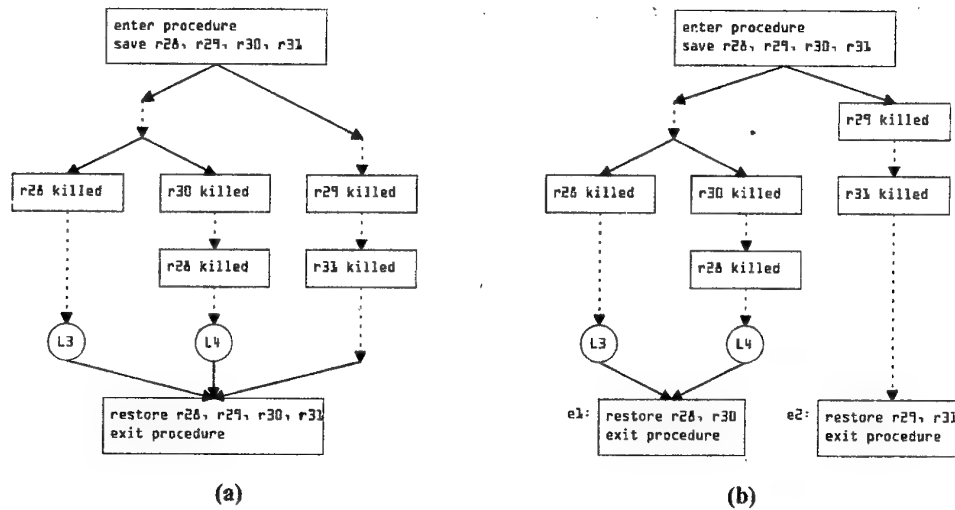 enter procedure
save r28, r29, r30, r31
r28 killed
r30 killed
r29 killed
r28 killed
r31 killed
L3
L4
restore r28, r29, r30, r31
exit procedure
(a)
enter procedure
save r28, r29, r30, r31
r29 killed
r28 killed
r30 killed
r31 killed
r28 killed
L3
L4
e1: restore r28, r30
exit procedure
e2: restore r29, r31
exit procedure
(b)